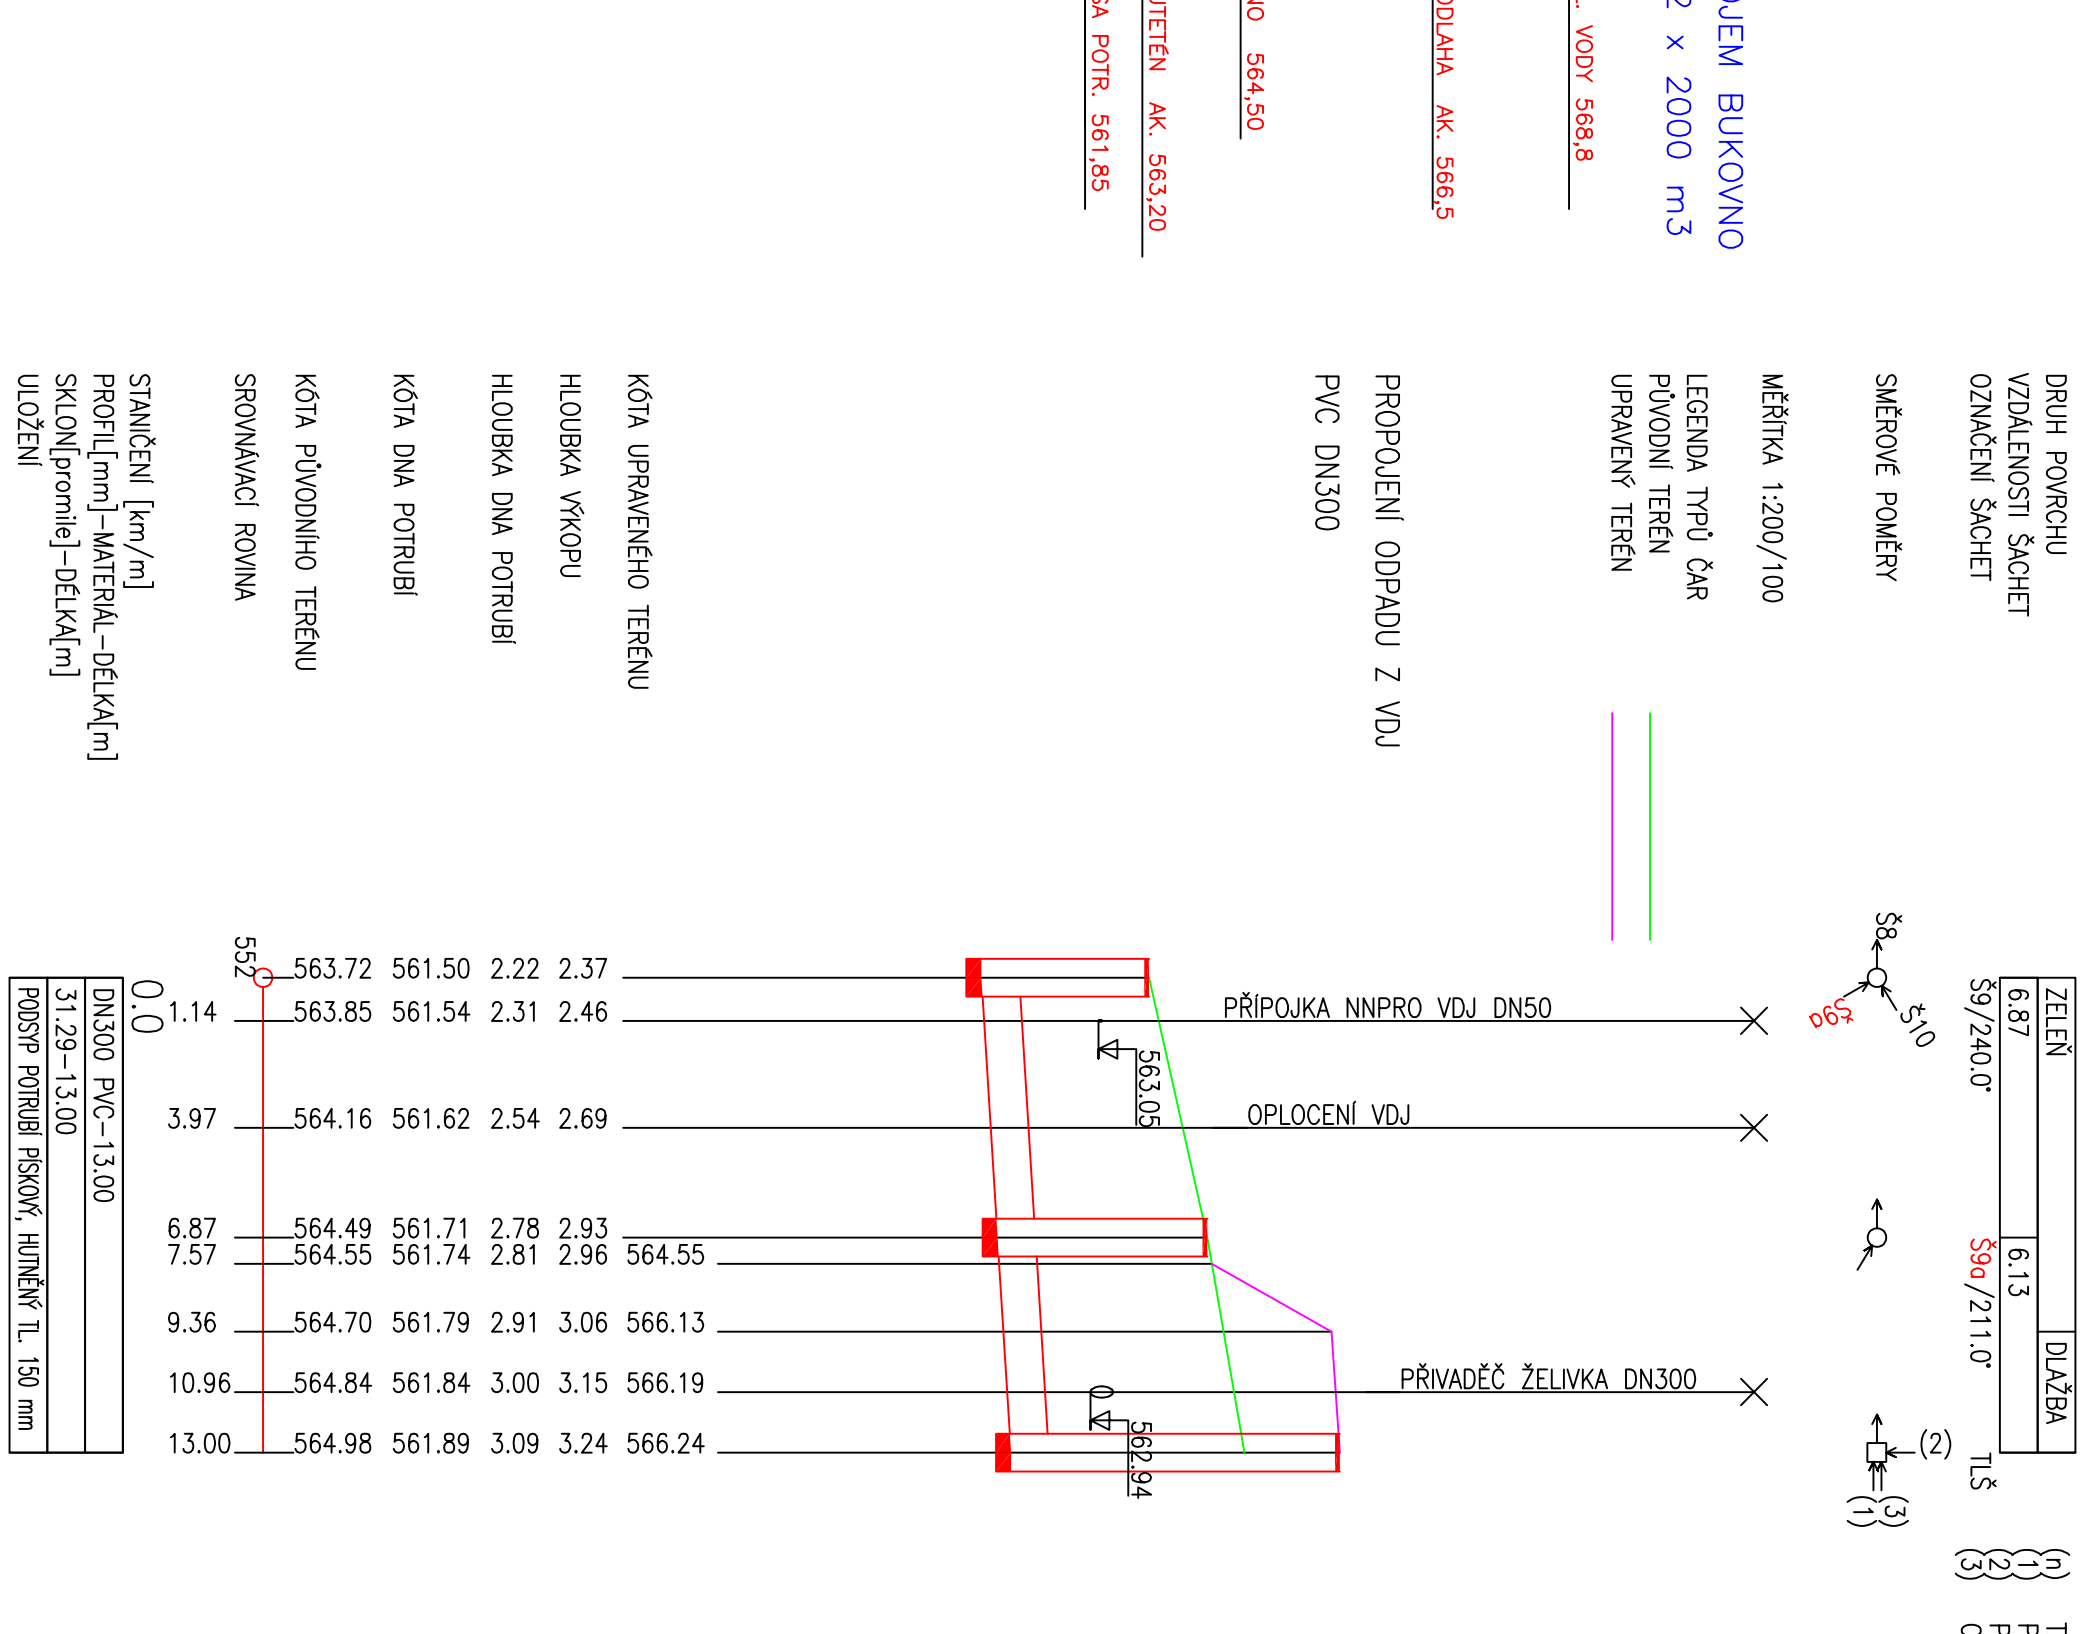 DRUH POVRCHU
VZDÁLENOSTI ŠACHET
OZNAČENÍ ŠACHET
ZELEŇ DLAŽBA
6.87 6.13
Š9/240.0° Š9a/211.0° TLŠ
(n)
(1)
(2)
(3)
SMĚROVÉ POMĚRY
Š8
Š10
Š9a
(2)
(3)
(1)
MĚŘÍTKA 1:200/100
LEGENDA TYPŮ ČAR
PŮVODNÍ TERÉN
UPRAVENÝ TERÉN
BUKOVNO
2 x 2000 m3
VODY 568,8
AK. 566,5
564,50
AK. 563,20
POTR. 561,85
PROPOJENÍ ODPADU Z VDJ
PVC DN300
PŘÍPOJKA NNPRO VDJ DN50
OPLOCENÍ VDJ
PŘIVADĚČ ŽELIVKA DN300
563.05
562.94
KÓTA UPRAVENÉHO TERÉNU
564.55 566.13 566.19 566.24
HLOUBKA VÝKOPU
2.37 2.46 2.69 2.93 2.96 3.06 3.15 3.24
HLOUBKA DNA POTRUBÍ
2.22 2.31 2.54 2.78 2.81 2.91 3.00 3.09
KÓTA DNA POTRUBÍ
561.50 561.54 561.62 561.71 561.74 561.79 561.84 561.89
KÓTA PŮVODNÍHO TERÉNU
563.72 563.85 564.16 564.49 564.55 564.70 564.84 564.98
SROVNÁVACÍ ROVINA
552
STANIČENÍ [km/m]
0.0 1.14 3.97 6.87 7.57 9.36 10.96 13.00
PROFIL[mm]-MATERIÁL-DÉLKA[m]
DN300 PVC-13.00
SKLON[promile]-DÉLKA[m]
31.29-13.00
ULOŽENÍ
PODSYP POTRUBÍ PÍSKOVÝ, HUTNĚNÝ TL. 150 mm